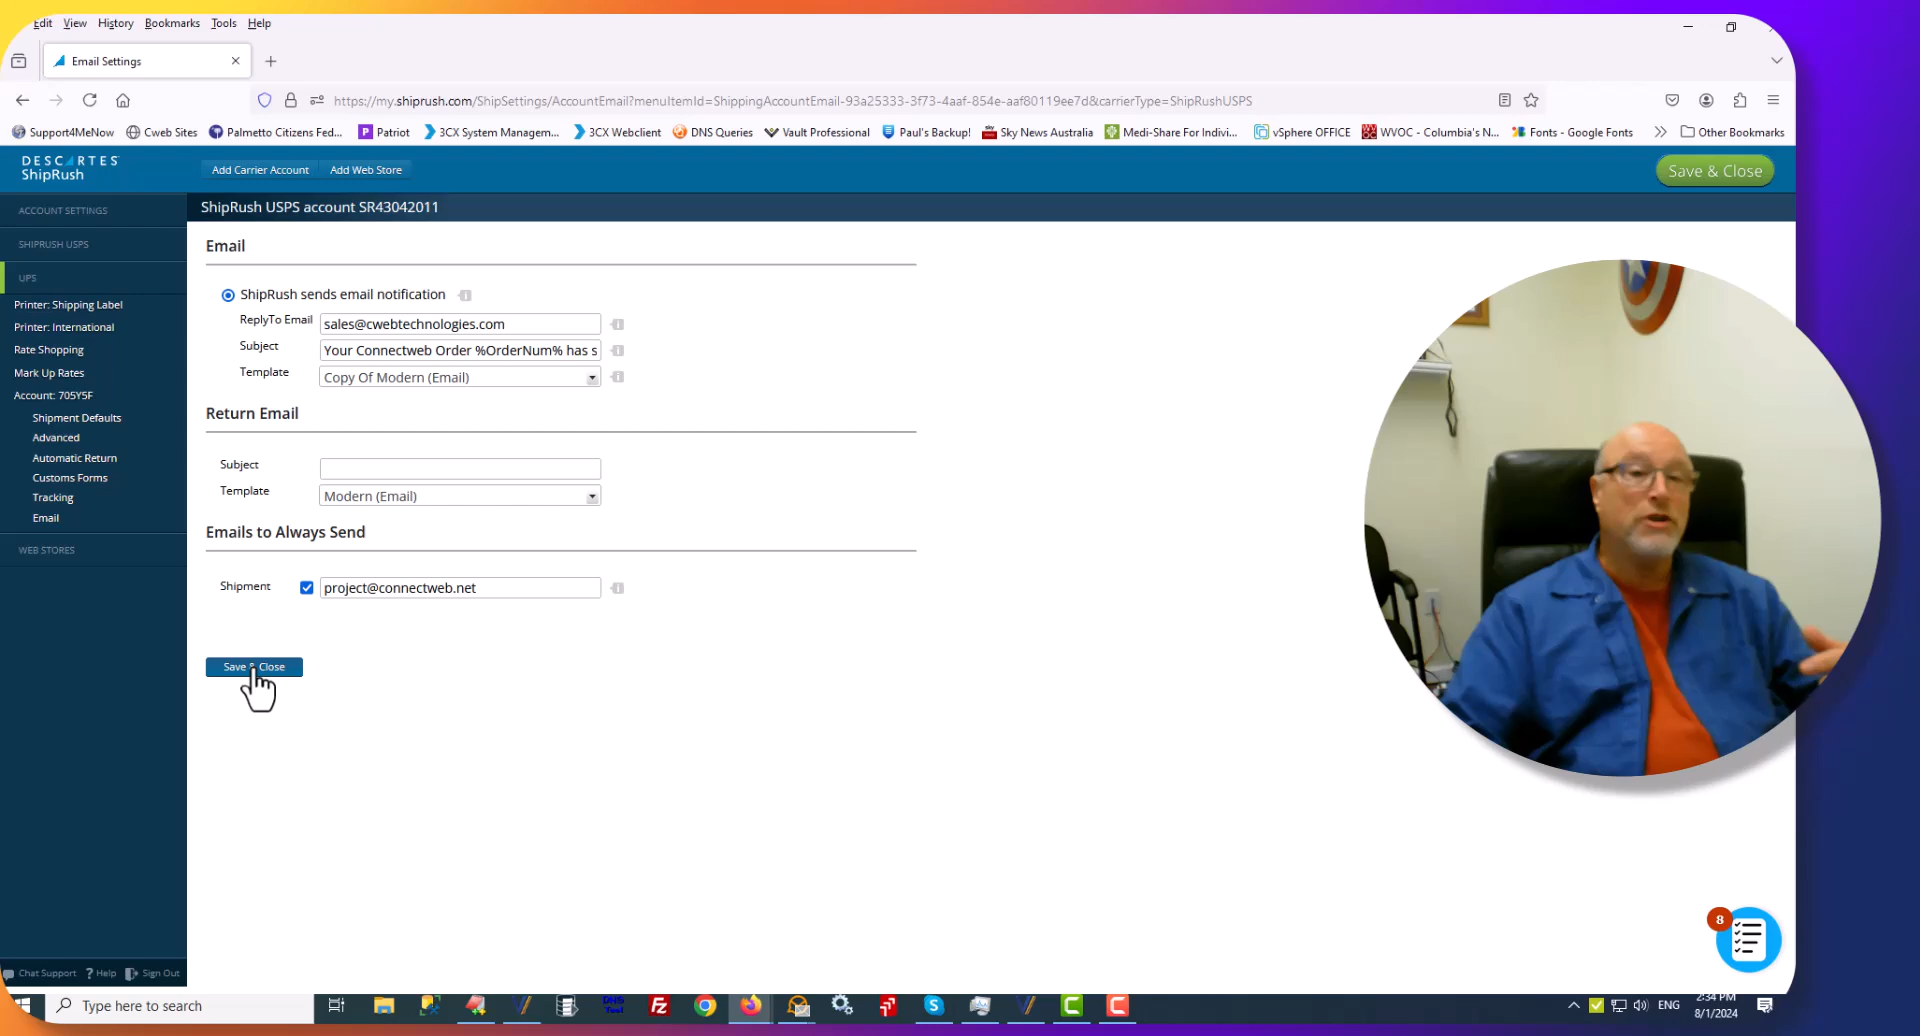 Edit View History Bookmarks Tools Help
Email Settings
https://my.shiprush.com/ShipSettings/AccountEmail?menuItemId=ShippingAccountEmail-93a25333-3f73-4aaf-854e-aaf80119ee7d&carrierType=ShipRushUSPS
Support4MeNow Cweb Sites Palmetto Citizens Fed... Patriot 3CX System Managem... 3CX Webclient DNS Queries Vault Professional Paul's Backup! Sky News Australia Medi-Share For Indivi... vSphere OFFICE WVOC - Columbia's N... Fonts - Google Fonts Other Bookmarks
DESCARTES
ShipRush
Add Carrier Account Add Web Store
Save & Close
ACCOUNT SETTINGS
SHIPRUSH USPS
UPS
Printer: Shipping Label
Printer: International
Rate Shopping
Mark Up Rates
Account: 705Y5F
Shipment Defaults
Advanced
Automatic Return
Customs Forms
Tracking
Email
WEB STORES
Chat Support Help Sign Out
ShipRush USPS account SR43042011
Email
ShipRush sends email notification
ReplyTo Email sales@cwebtechnologies.com
Subject Your Connectweb Order %OrderNum% has s
Template Copy Of Modern (Email)
Return Email
Subject
Template Modern (Email)
Emails to Always Send
Shipment project@connectweb.net
Save & Close
8
Type here to search
ENG
2:34 PM
8/1/2024